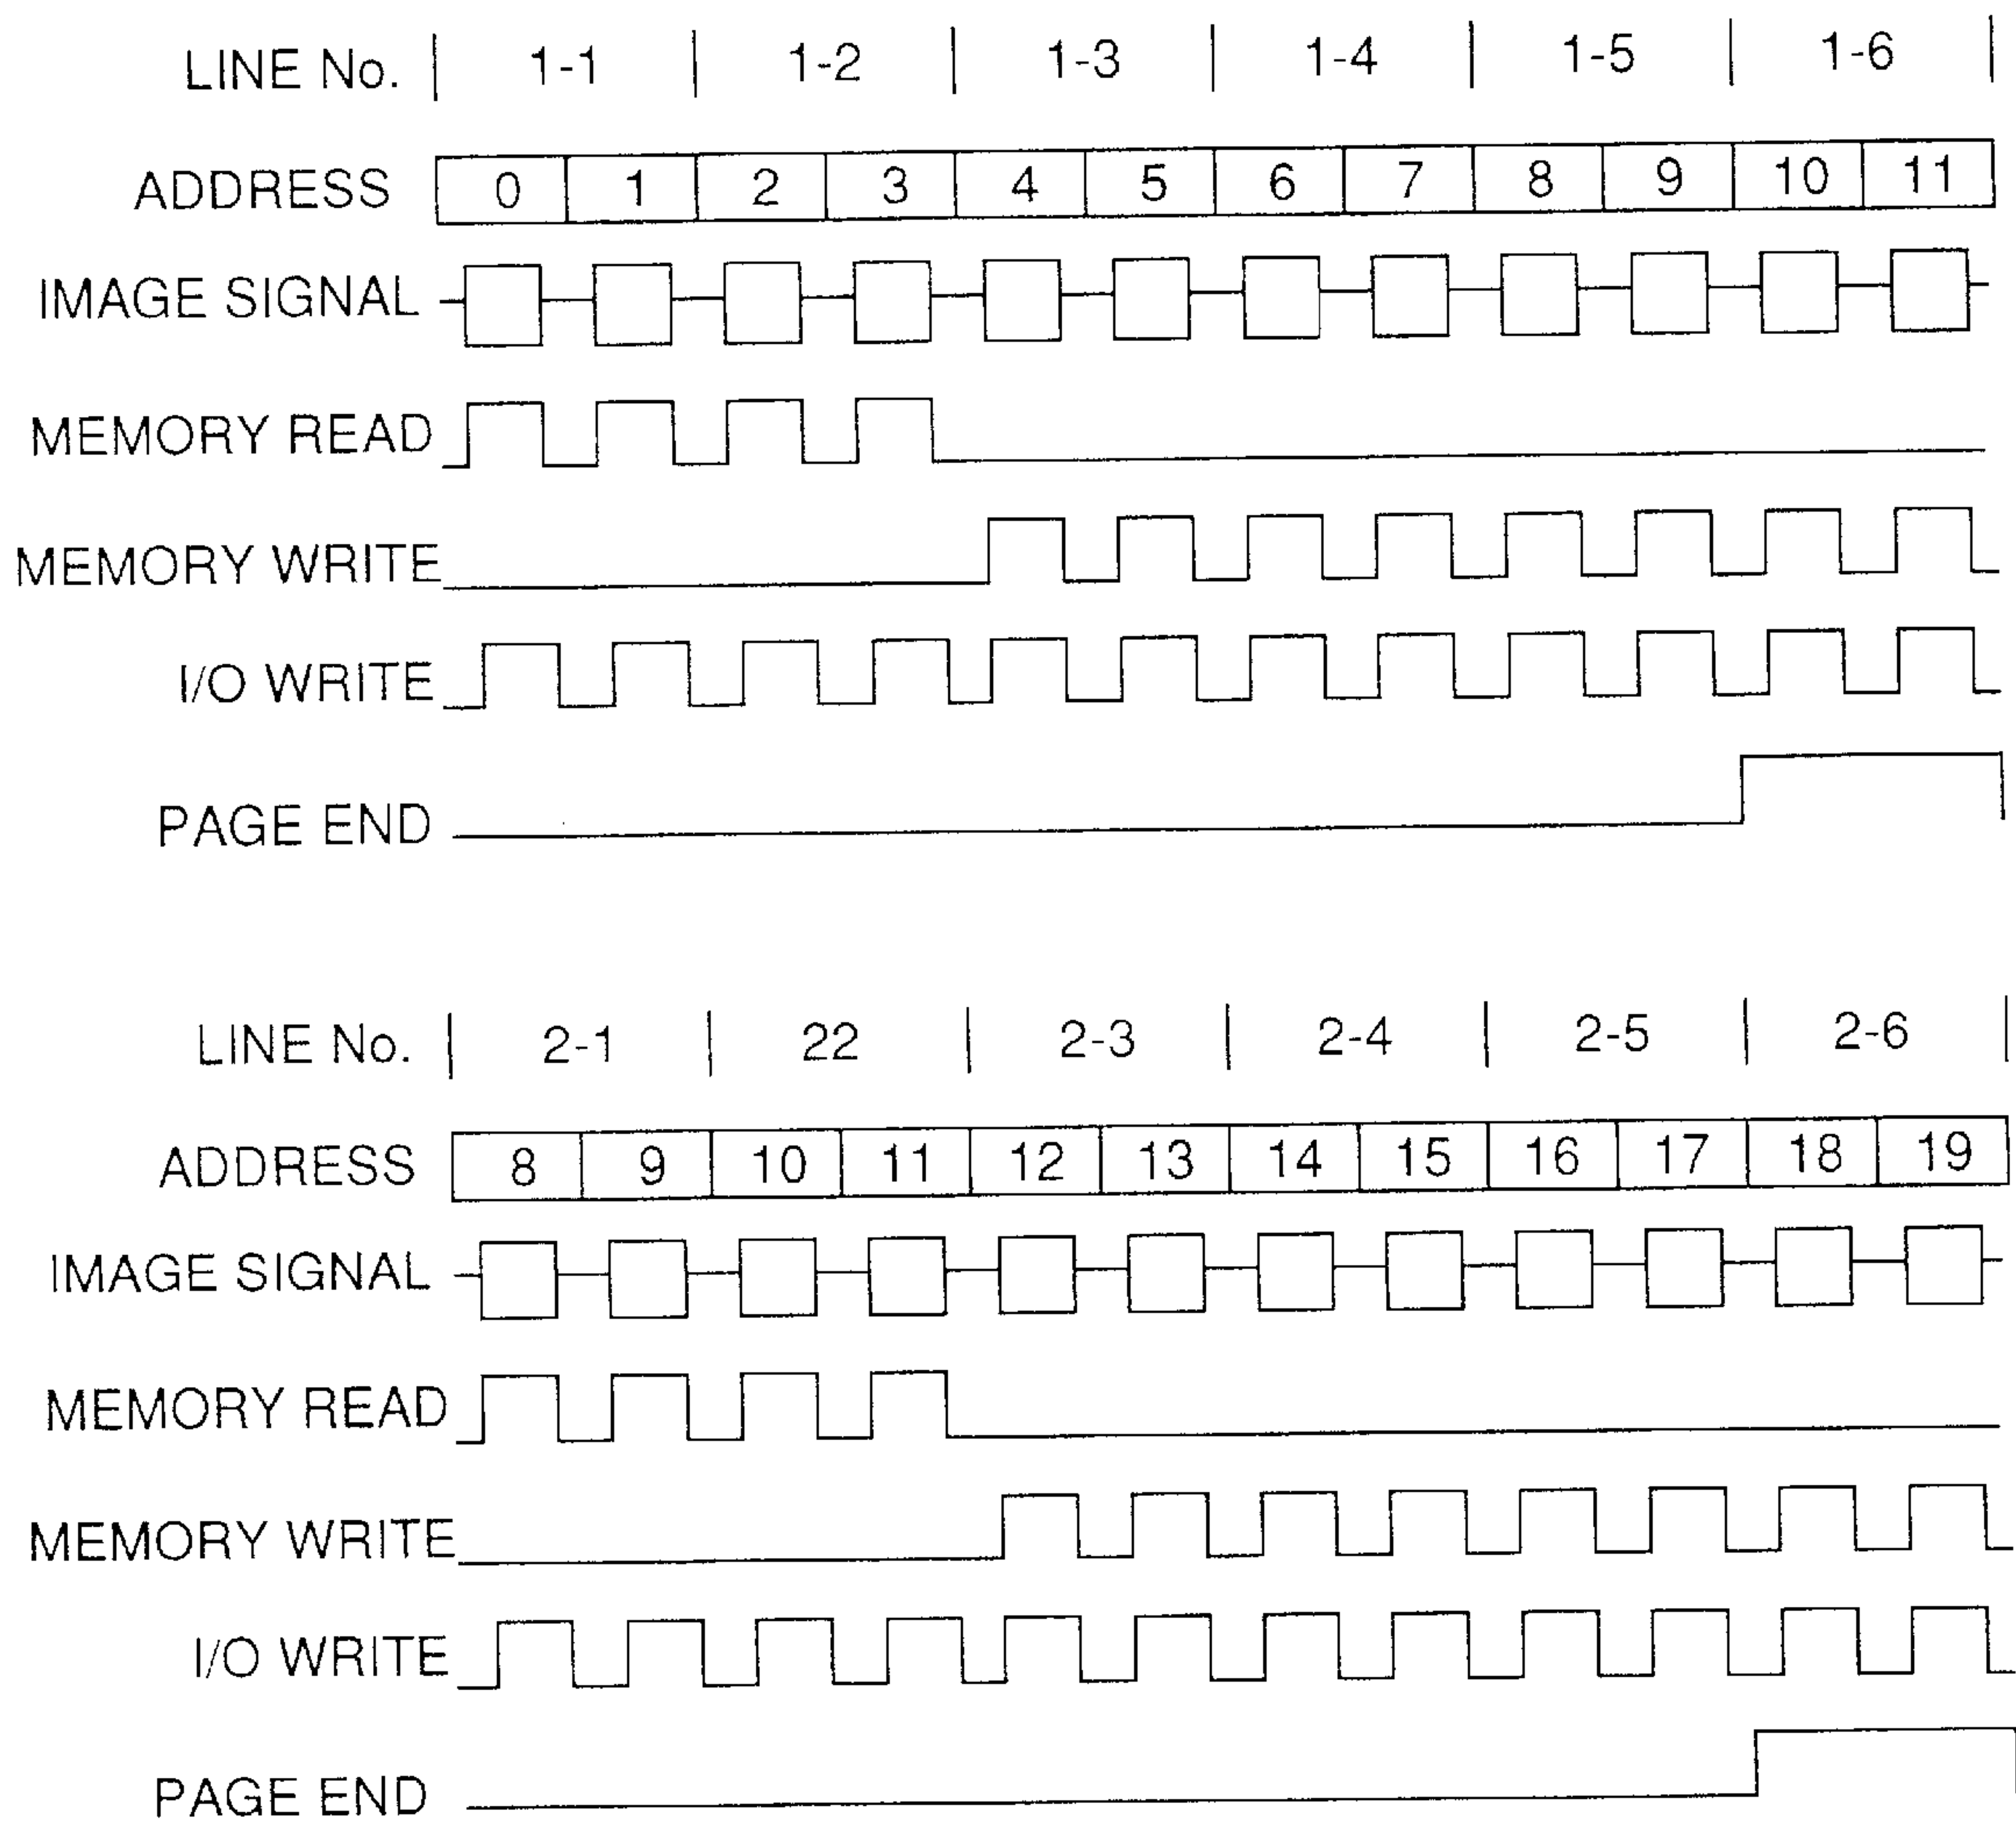 LINE No. 1-1 1-2 1-3 1-4 1-5 1-6
ADDRESS 0 1 2 3 4 5 6 7 8 9 10 11
IMAGE SIGNAL
MEMORY READ
MEMORY WRITE
I/O WRITE
PAGE END
LINE No. 2-1 22 2-3 2-4 2-5 2-6
ADDRESS 8 9 10 11 12 13 14 15 16 17 18 19
IMAGE SIGNAL
MEMORY READ
MEMORY WRITE
I/O WRITE
PAGE END